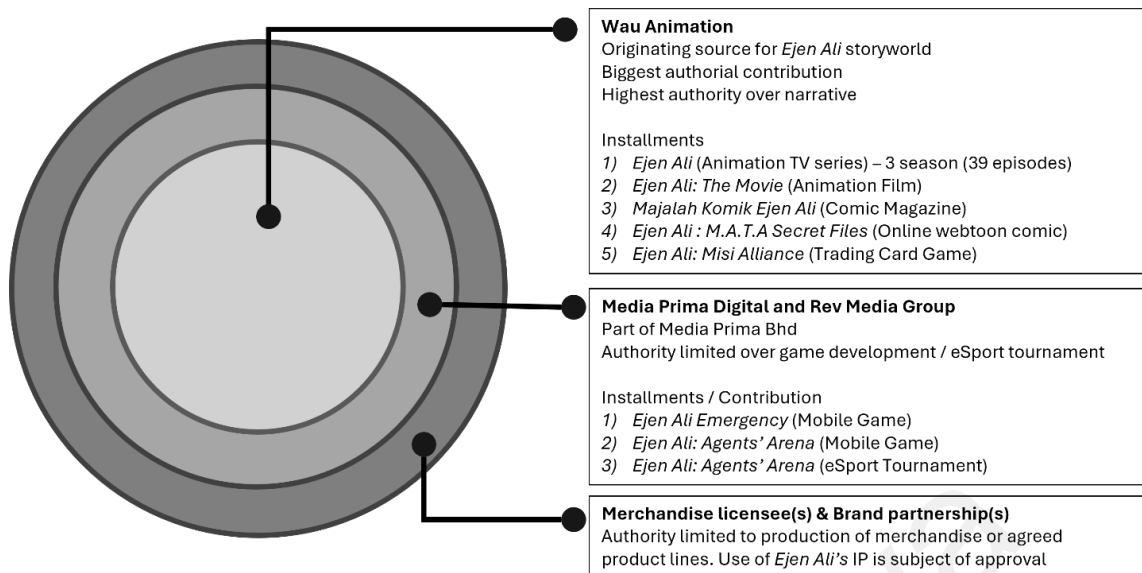 Wau Animation
Originating source for Ejen Ali storyworld
Biggest authorial contribution
Highest authority over narrative
Installments
1) Ejen Ali (Animation TV series) – 3 season (39 episodes)
2) Ejen Ali: The Movie (Animation Film)
3) Majalah Komik Ejen Ali (Comic Magazine)
4) Ejen Ali : M.A.T.A Secret Files (Online webtoon comic)
5) Ejen Ali: Misi Alliance (Trading Card Game)
Media Prima Digital and Rev Media Group
Part of Media Prima Bhd
Authority limited over game development / eSport tournament
Installments / Contribution
1) Ejen Ali Emergency (Mobile Game)
2) Ejen Ali: Agents’ Arena (Mobile Game)
3) Ejen Ali: Agents’ Arena (eSport Tournament)
Merchandise licensee(s) & Brand partnership(s)
Authority limited to production of merchandise or agreed
product lines. Use of Ejen Ali’s IP is subject of approval